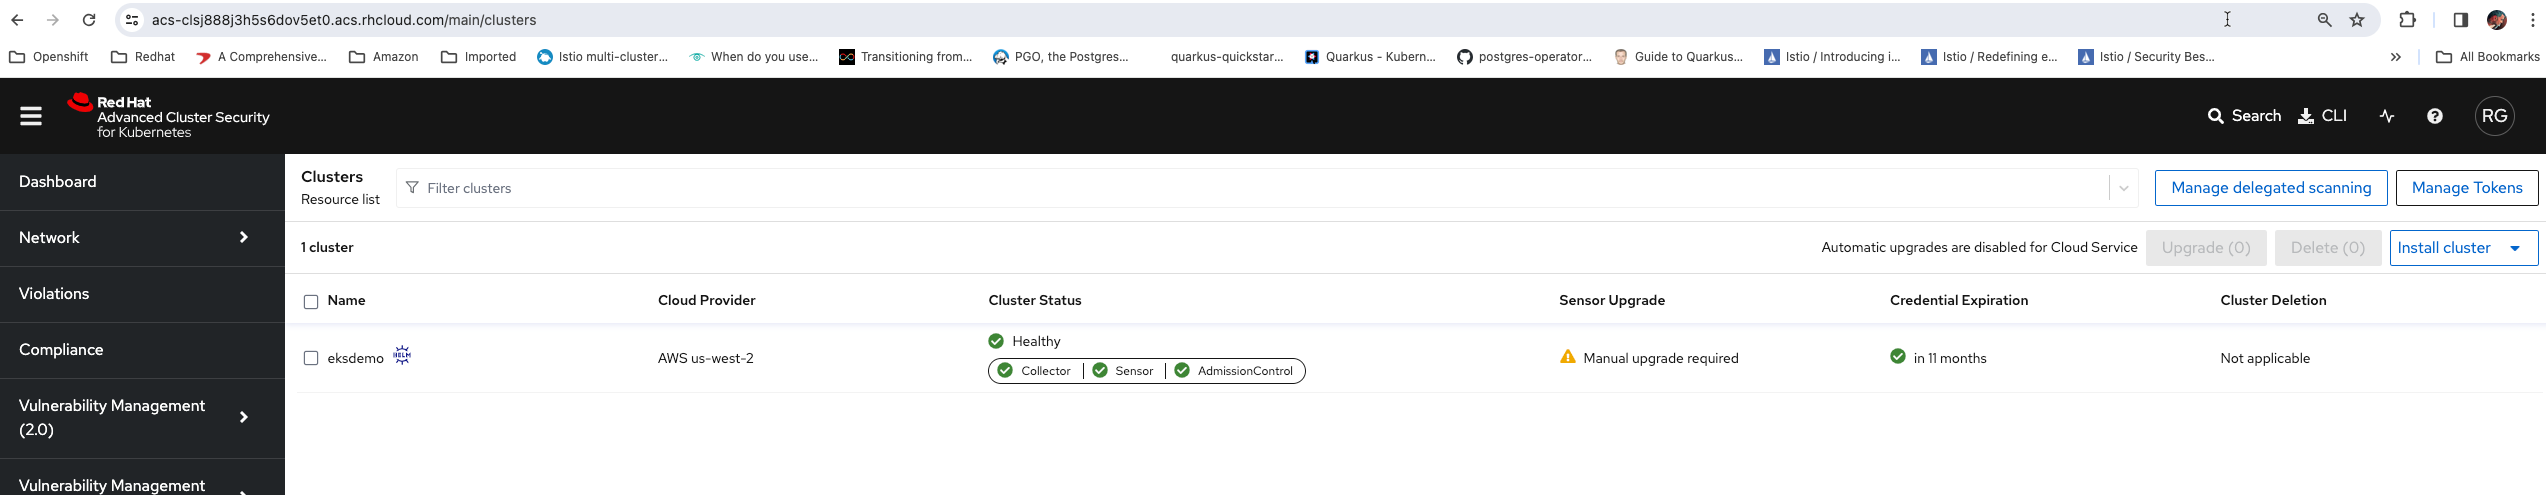 acs-clsj888j3h5s6dov5et0.acs.rhcloud.com/main/clusters
Openshift Redhat A Comprehensive... Amazon Imported Istio multi-cluster... When do you use... Transitioning from... PGO, the Postgres... quarkus-quickstar... Quarkus - Kubern... postgres-operator... Guide to Quarkus... Istio / Introducing i... Istio / Redefining e... Istio / Security Bes... » All Bookmarks
Red Hat
Advanced Cluster Security
for Kubernetes
Search CLI RG
Dashboard
Network
Violations
Compliance
Vulnerability Management
(2.0)
Vulnerability Management
Clusters
Resource list
Filter clusters
Manage delegated scanning Manage Tokens
1 cluster
Automatic upgrades are disabled for Cloud Service Upgrade (0) Delete (0) Install cluster
Name Cloud Provider Cluster Status Sensor Upgrade Credential Expiration Cluster Deletion
Healthy
eksdemo HELM AWS us-west-2 Manual upgrade required in 11 months Not applicable
Collector Sensor AdmissionControl